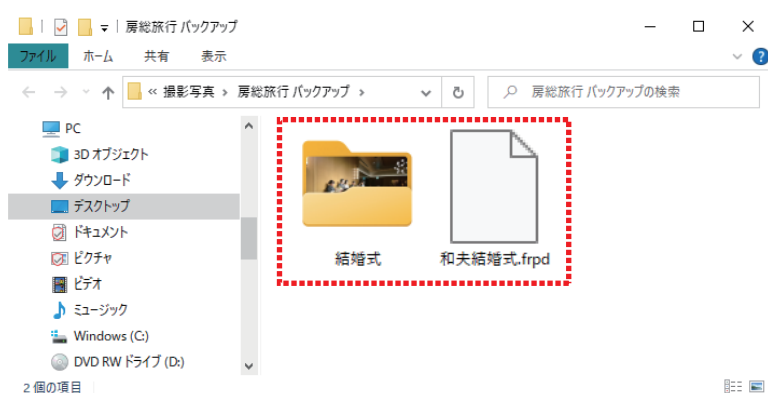 房総旅行 バックアップ
ファイル ホーム 共有 表示
« 撮影写真 › 房総旅行 バックアップ › 房総旅行 バックアップの検索
PC
3D オブジェクト
ダウンロード
デスクトップ
ドキュメント
ピクチャ
ビデオ
ミュージック
Windows (C:)
DVD RW ドライブ (D:)
結婚式 和夫結婚式.frpd
2 個の項目